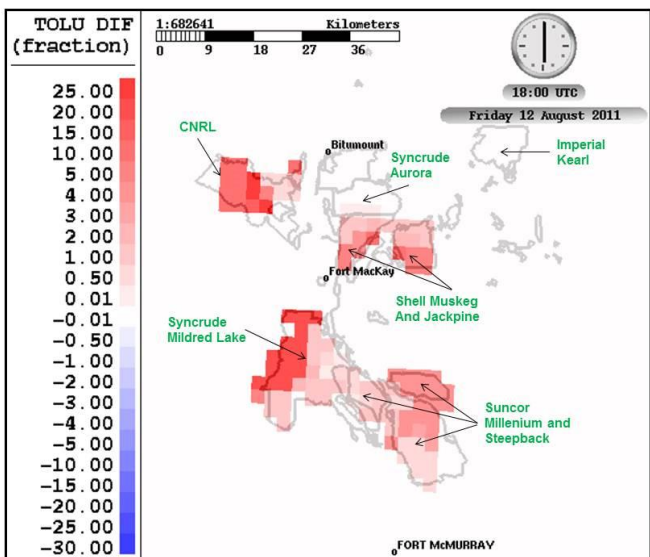 TOLU DIF
(fraction)
25.00
20.00
15.00
10.00
5.00
4.00
3.00
2.00
1.00
0.50
0.01
-0.01
-0.50
-1.00
-2.00
-3.00
-4.00
-5.00
-10.00
-15.00
-20.00
-30.00
1:682641 Kilometers
0 9 18 27 36
18:00 UTC
Friday 12 August 2011
CNRL
Bitumount
Syncrude
Aurora
Imperial
Kearl
Fort MacKay
Shell Muskeg
And Jackpine
Syncrude
Mildred Lake
Suncor
Millenium and
Steepback
FORT McMURRAY